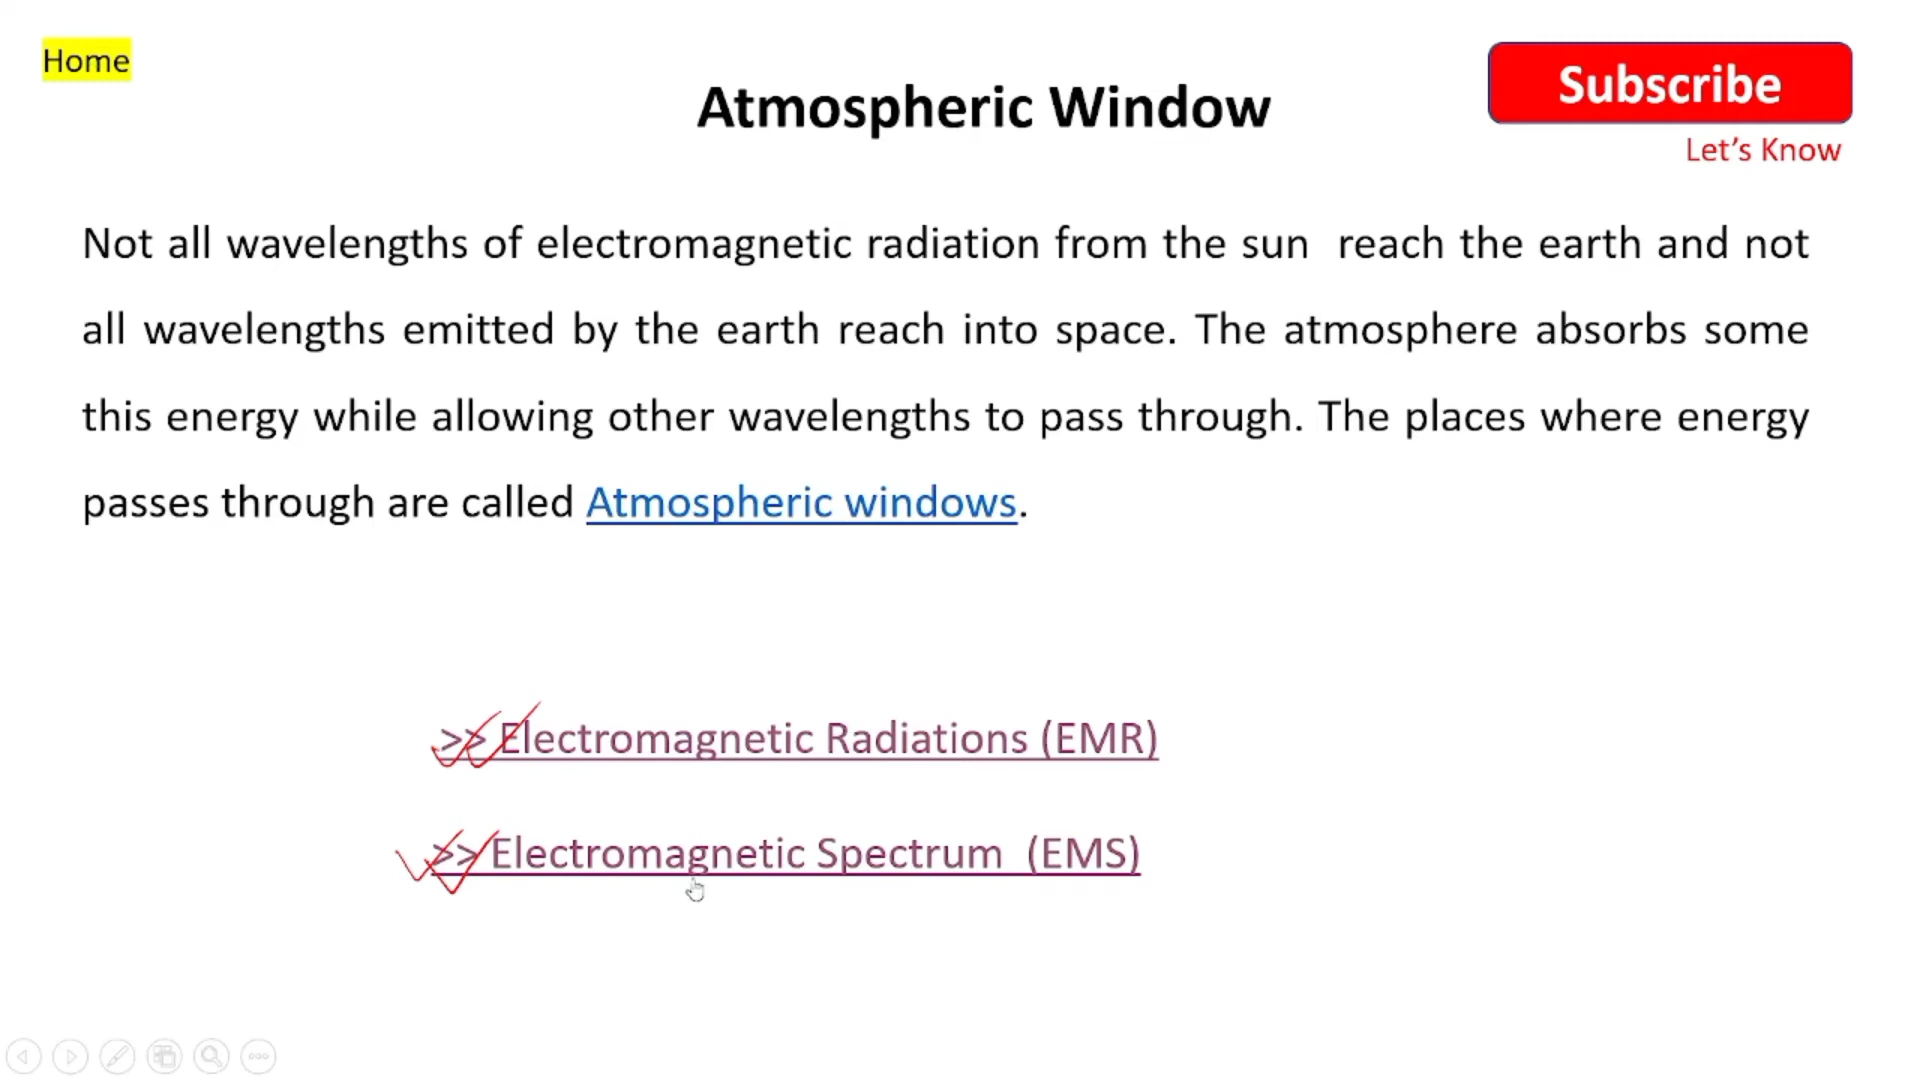 Home
Subscribe
Atmospheric Window
Let's Know
Not all wavelengths of electromagnetic radiation from the sun reach the earth and not
all wavelengths emitted by the earth reach into space. The atmosphere absorbs some
this energy while allowing other wavelengths to pass through. The places where energy
passes through are called Atmospheric windows.
>> Electromagnetic Radiations (EMR)
>> Electromagnetic Spectrum (EMS)